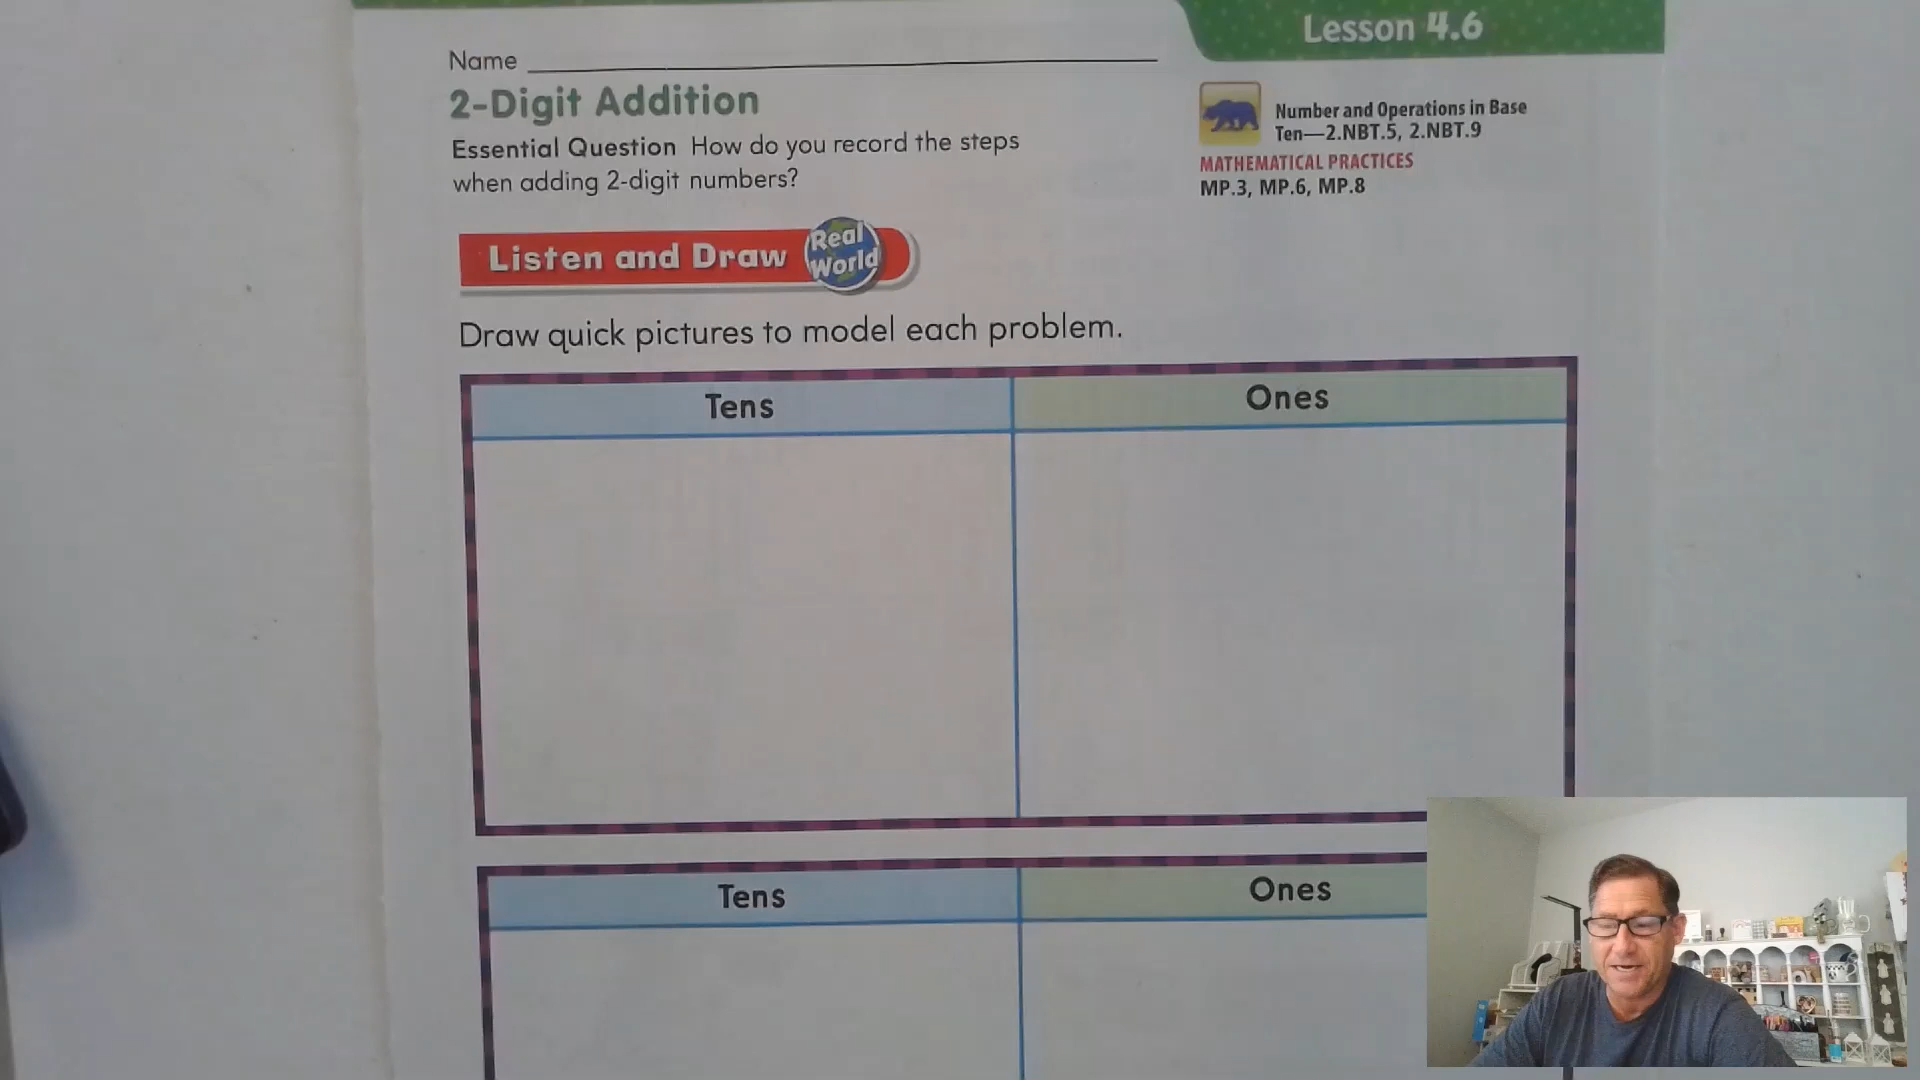 Lesson 4.6
Name
2-Digit Addition
Essential Question How do you record the steps
when adding 2-digit numbers?
Number and Operations in Base
Ten—2.NBT.5, 2.NBT.9
MATHEMATICAL PRACTICES
MP.3, MP.6, MP.8
Listen and Draw
Real
World
Draw quick pictures to model each problem.
Tens Ones
Tens Ones